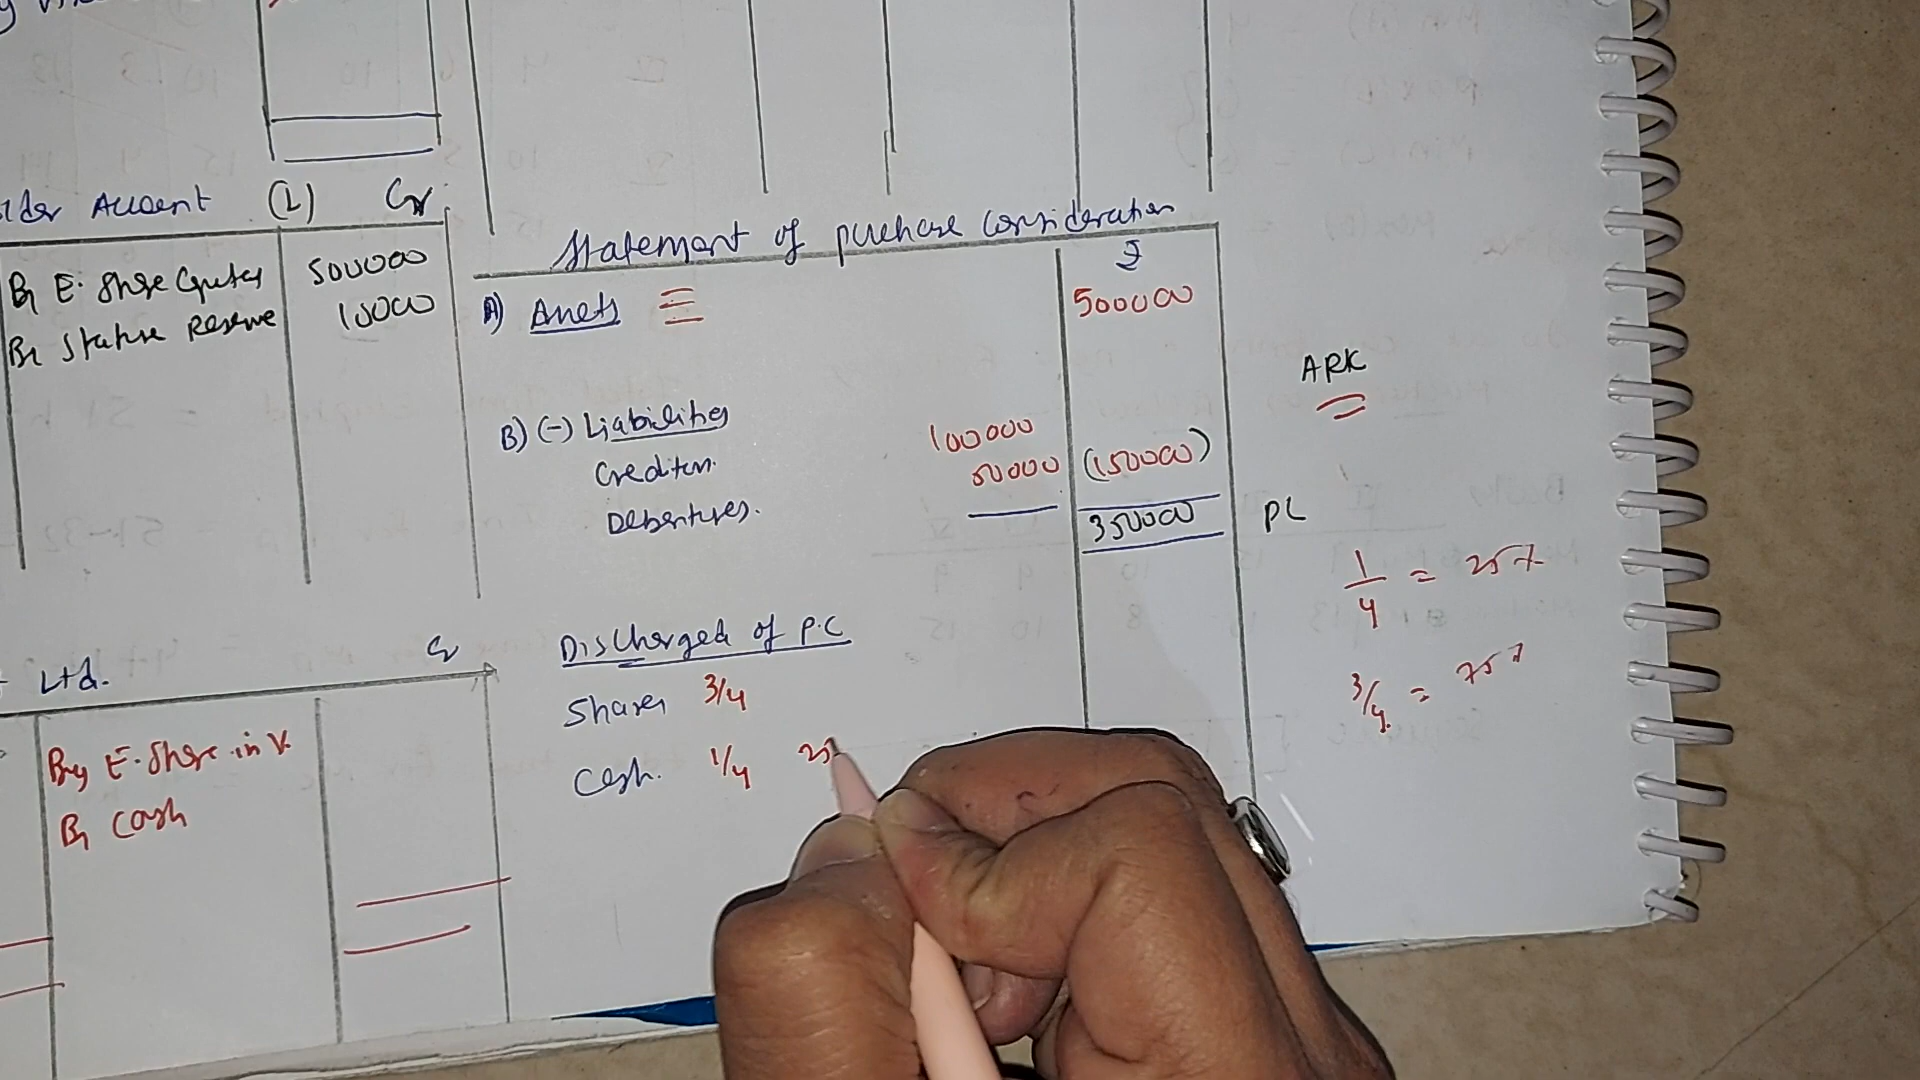 Account (L) Cr
By E. Share Capital 500000
By Reserve 10000
Statement of purchase consideration
₹
A) Assets 500000
B) (-) Liabilities
Creditors. 100000
Debentures. 50000 (150000)
350000 PC
ARK
1/4 = 25%
3/4 = 75%
Discharged of P.C
Shares 3/4
Cash. 1/4 25
Ltd. Cr
By E. Share in V.
By Cash